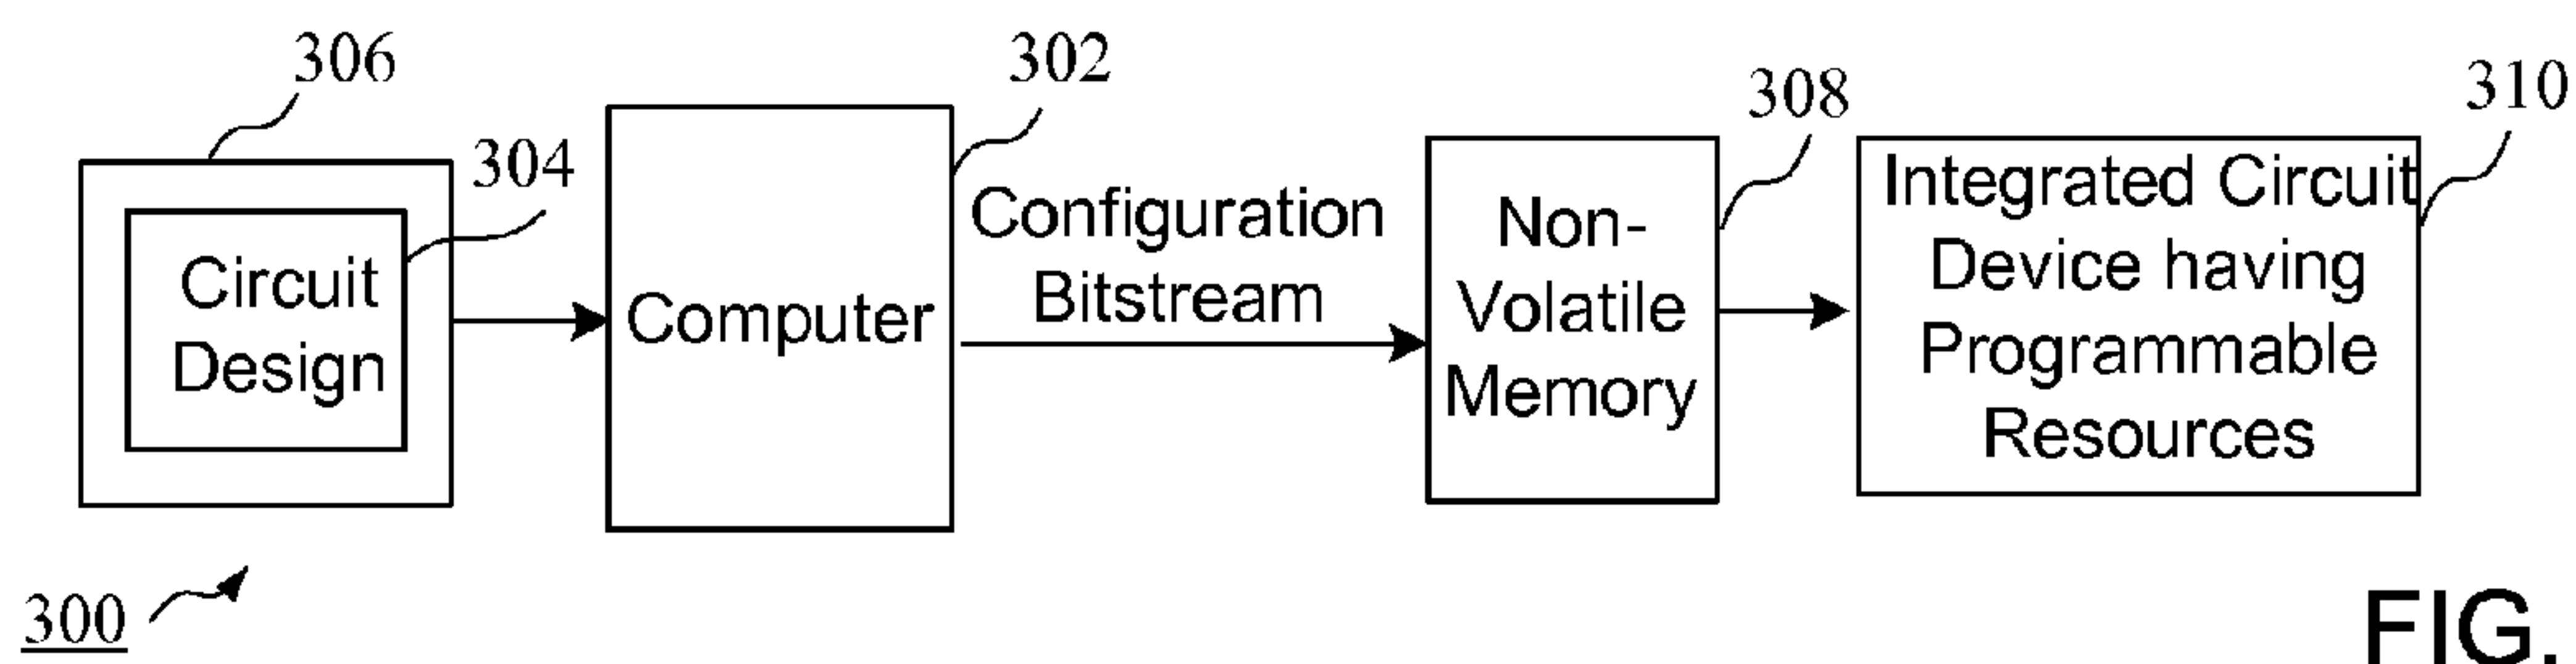 306
304
Circuit
Design
302
Computer
Configuration
Bitstream
308
Non-
Volatile
Memory
310
Integrated Circuit
Device having
Programmable
Resources
300
FIG.